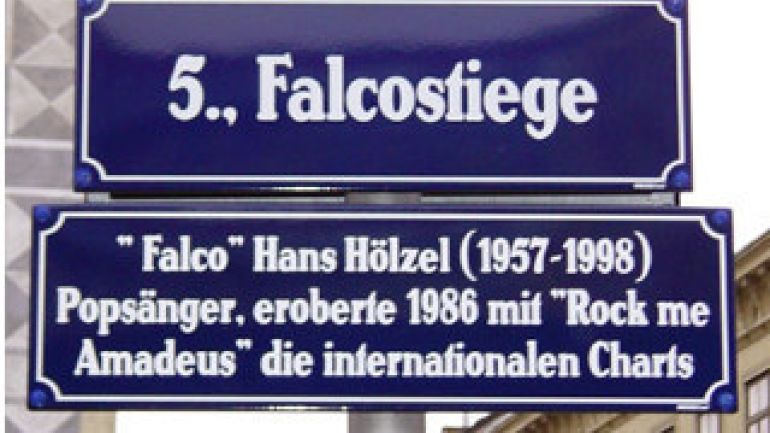 5., Falcostiege
"Falco" Hans Hölzel (1957-1998)
Popsänger, eroberte 1986 mit "Rock me
Amadeus" die internationalen Charts